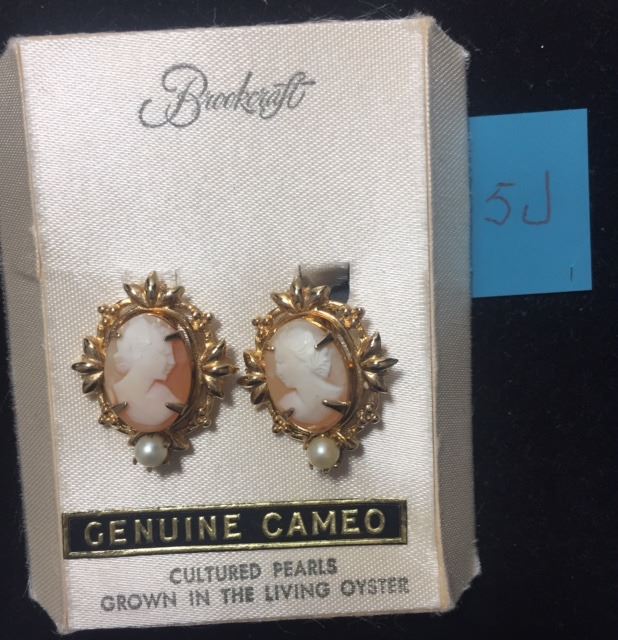 Brookcraft
5J
GENUINE CAMEO
CULTURED PEARLS
GROWN IN THE LIVING OYSTER